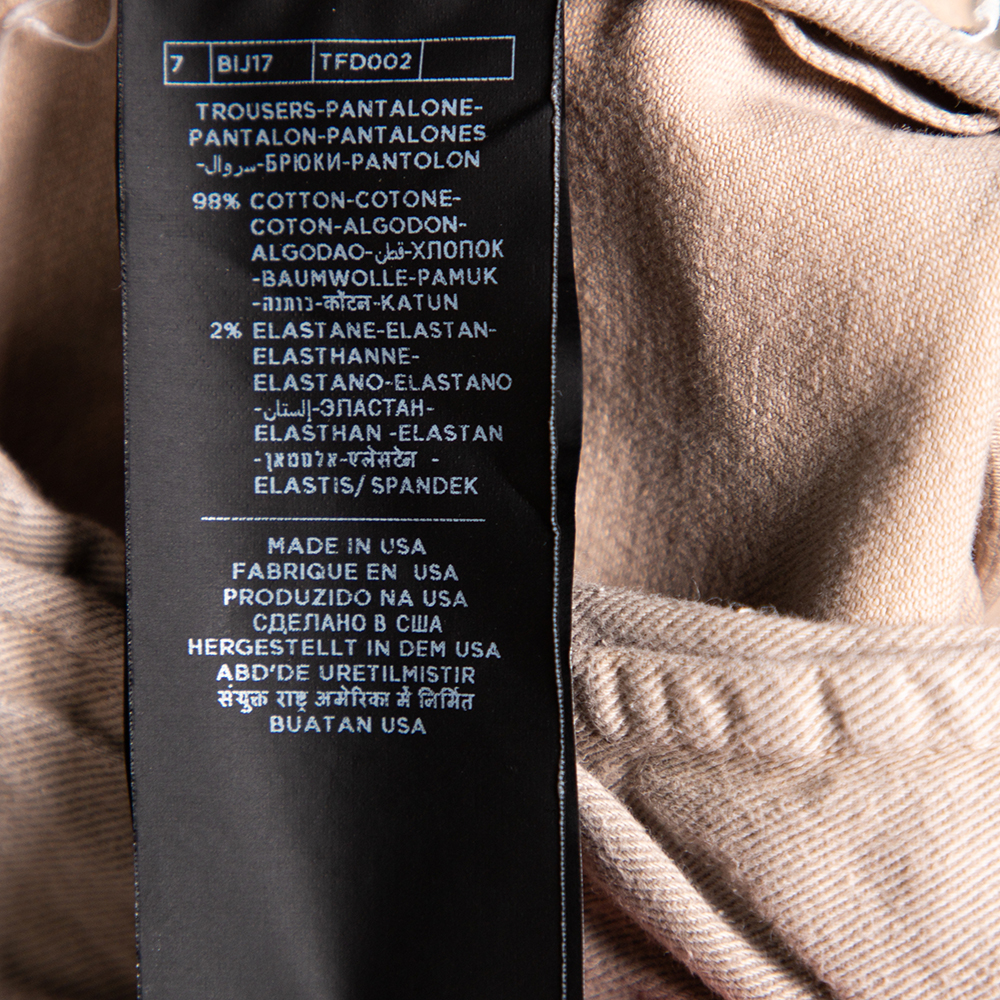 7 BIJ17 TFD002
TROUSERS-PANTALONE-
PANTALON-PANTALONES
-سروال-БРЮКИ-PANTOLON
98% COTTON-COTONE-
COTON-ALGODON-
ALGODAO-قطن-ХЛОПОК
-BAUMWOLLE-PAMUK
-כותנה-कॉटन-KATUN
2% ELASTANE-ELASTAN-
ELASTHANNE-
ELASTANO-ELASTANO
-إلستان-ЭЛАСТАН-
ELASTHAN -ELASTAN
-אלסטאן-एलेस्टेन -
ELASTIS/ SPANDEK
MADE IN USA
FABRIQUE EN USA
PRODUZIDO NA USA
СДЕЛАНО В США
HERGESTELLT IN DEM USA
ABD'DE URETILMISTIR
संयुक्त राष्ट्र अमेरिका में निर्मित
BUATAN USA